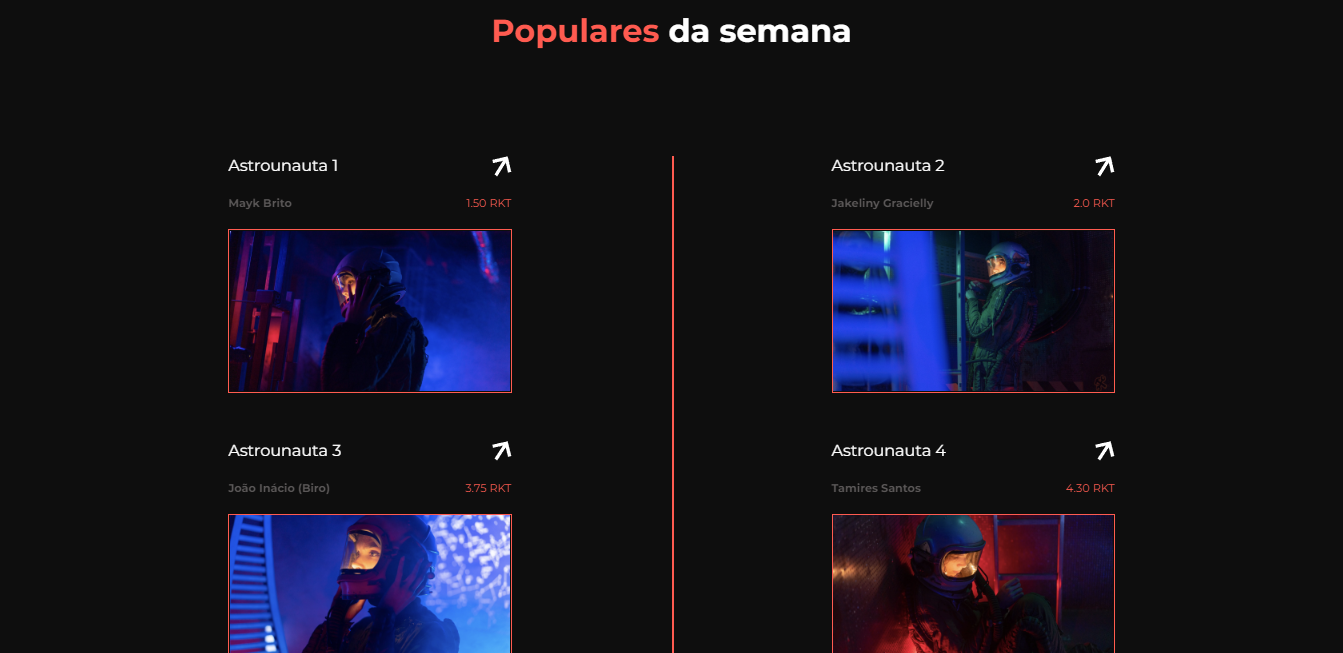 Populares da semana
Astrounauta 1
Mayk Brito 1.50 RKT
Astrounauta 2
Jakeliny Gracielly 2.0 RKT
Astrounauta 3
João Inácio (Biro) 3.75 RKT
Astrounauta 4
Tamires Santos 4.30 RKT